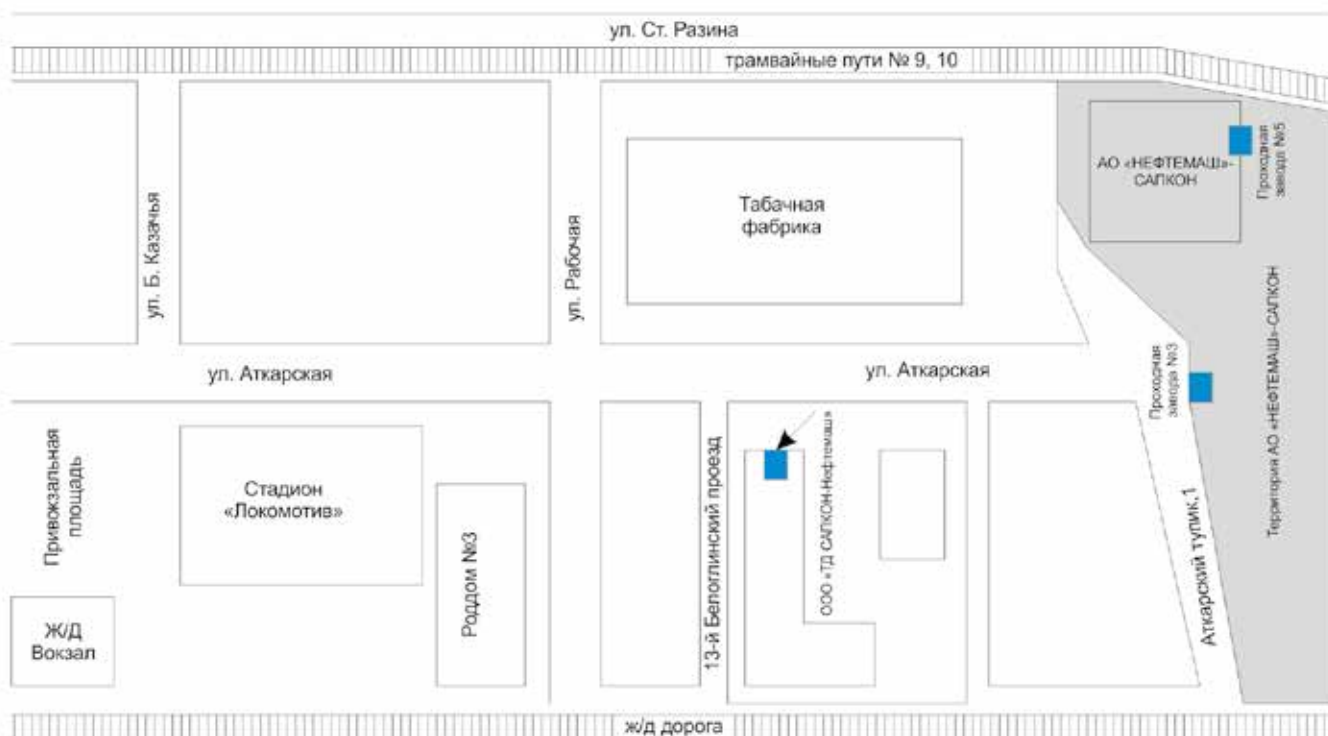 ул. Ст. Разина
трамвайные пути № 9, 10
АО «НЕФТЕМАШ»-
САПКОН
Проходная
завода №5
Табачная
фабрика
ул. Б. Казачья
ул. Рабочая
ул. Аткарская
ул. Аткарская
Проходная
завода №3
Территория АО «НЕФТЕМАШ»-САПКОН
Привокзальная
площадь
Стадион
«Локомотив»
Роддом №3
13-й Белоглинский проезд
ООО «ТД САПКОН-Нефтемаш»
Аткарский тупик,1
Ж/Д
Вокзал
ж/д дорога